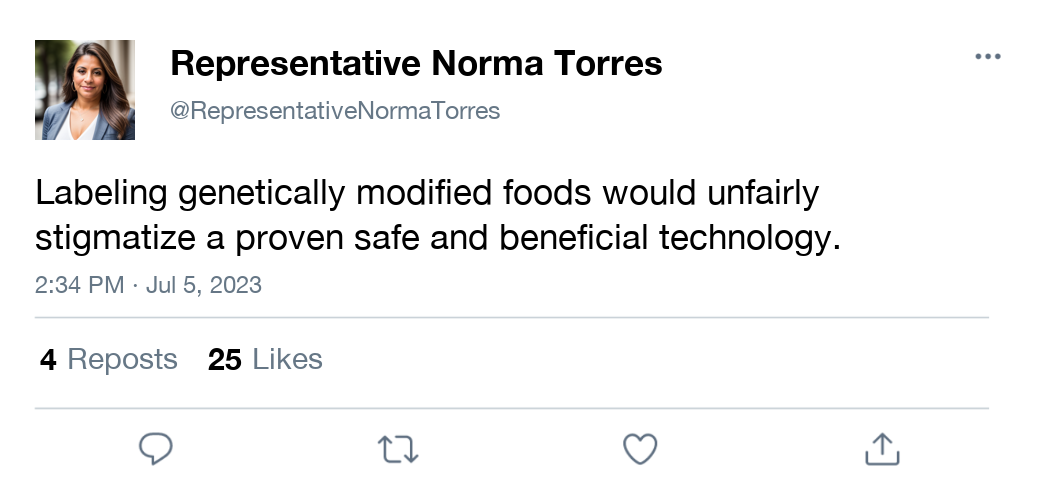 Representative Norma Torres
@RepresentativeNormaTorres
Labeling genetically modified foods would unfairly
stigmatize a proven safe and beneficial technology.
2:34 PM · Jul 5, 2023
4 Reposts 25 Likes